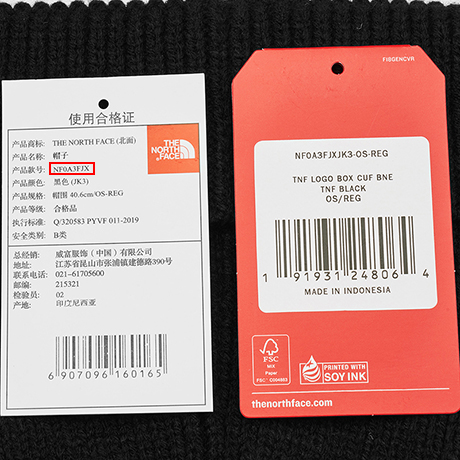 使用合格证
产品商标: THE NORTH FACE (北面)
产品名称: 帽子
产品款号: NF0A3FJX
产品颜色: 黑色 (JK3)
产品规格: 帽围 40.6cm/OS-REG
产品等级: 合格品
执行标准: Q/320583 PYVF 011-2019
安全类别: B类
THE
NORTH
FACE
总经销: 威富服饰（中国）有限公司
地址: 江苏省昆山市张浦镇建德路390号
联系电话: 021-61705600
邮编: 215321
检验员: 02
产地: 印度尼西亚
6907096160165
FIBGENCVR
NF0A3FJXJK3-OS-REG
TNF LOGO BOX CUF BNE
TNF BLACK
OS/REG
1 91931 24806 4
MADE IN INDONESIA
FSC
MIX
Paper
FSC® C004803
PRINTED WITH
SOY INK
thenorthface.com